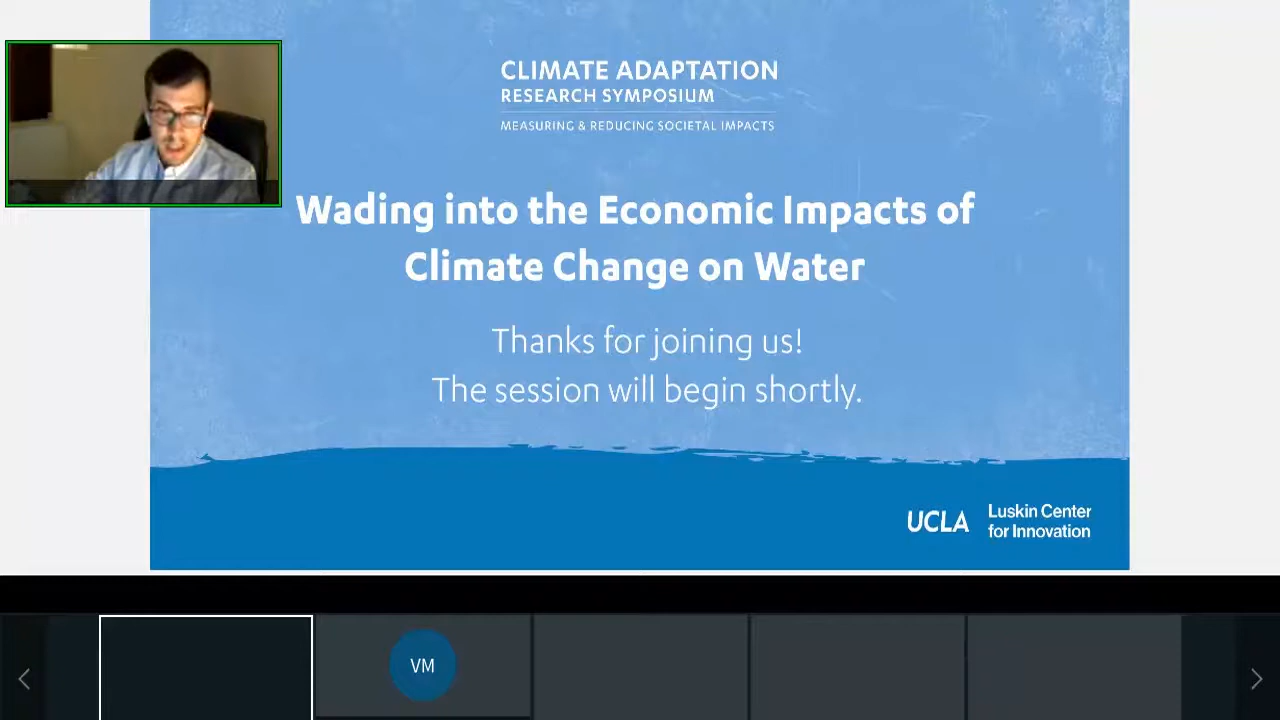 CLIMATE ADAPTATION
RESEARCH SYMPOSIUM
MEASURING & REDUCING SOCIETAL IMPACTS
Wading into the Economic Impacts of
Climate Change on Water
Thanks for joining us!
The session will begin shortly.
UCLA Luskin Center
for Innovation
VM